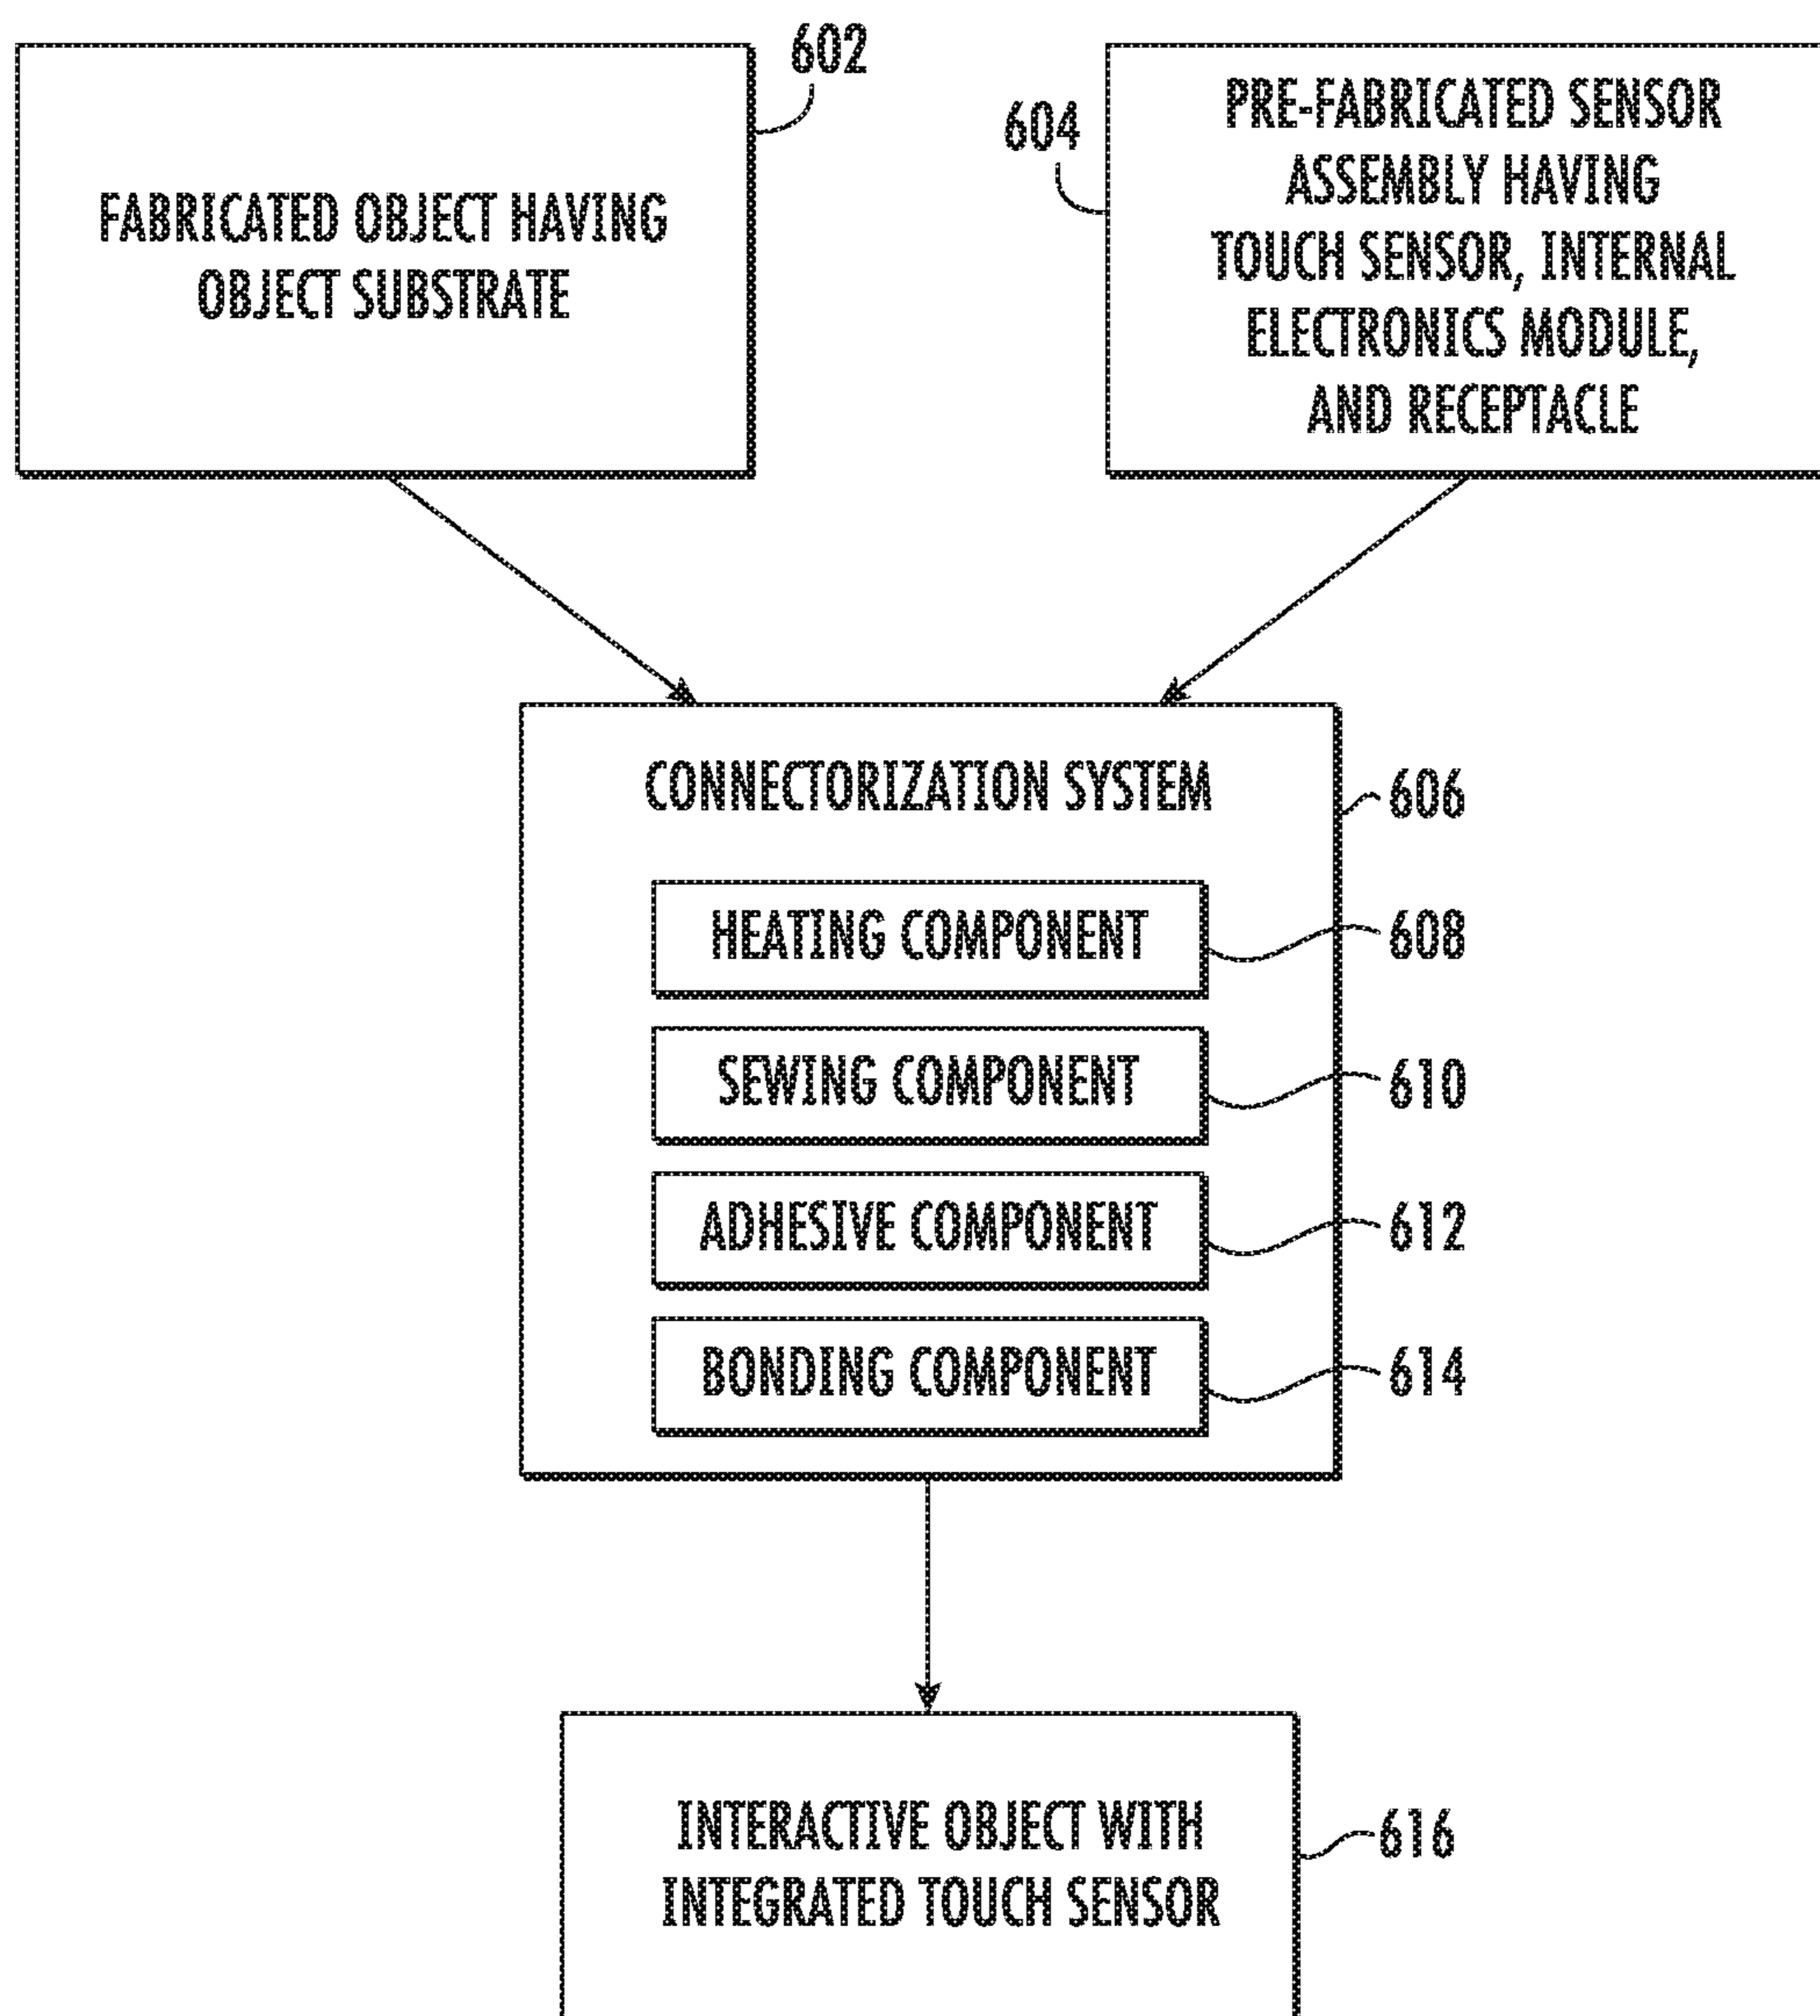 602
FABRICATED OBJECT HAVING
OBJECT SUBSTRATE
604
PRE-FABRICATED SENSOR
ASSEMBLY HAVING
TOUCH SENSOR, INTERNAL
ELECTRONICS MODULE,
AND RECEPTACLE
CONNECTORIZATION SYSTEM
606
HEATING COMPONENT
608
SEWING COMPONENT
610
ADHESIVE COMPONENT
612
BONDING COMPONENT
614
INTERACTIVE OBJECT WITH
INTEGRATED TOUCH SENSOR
616